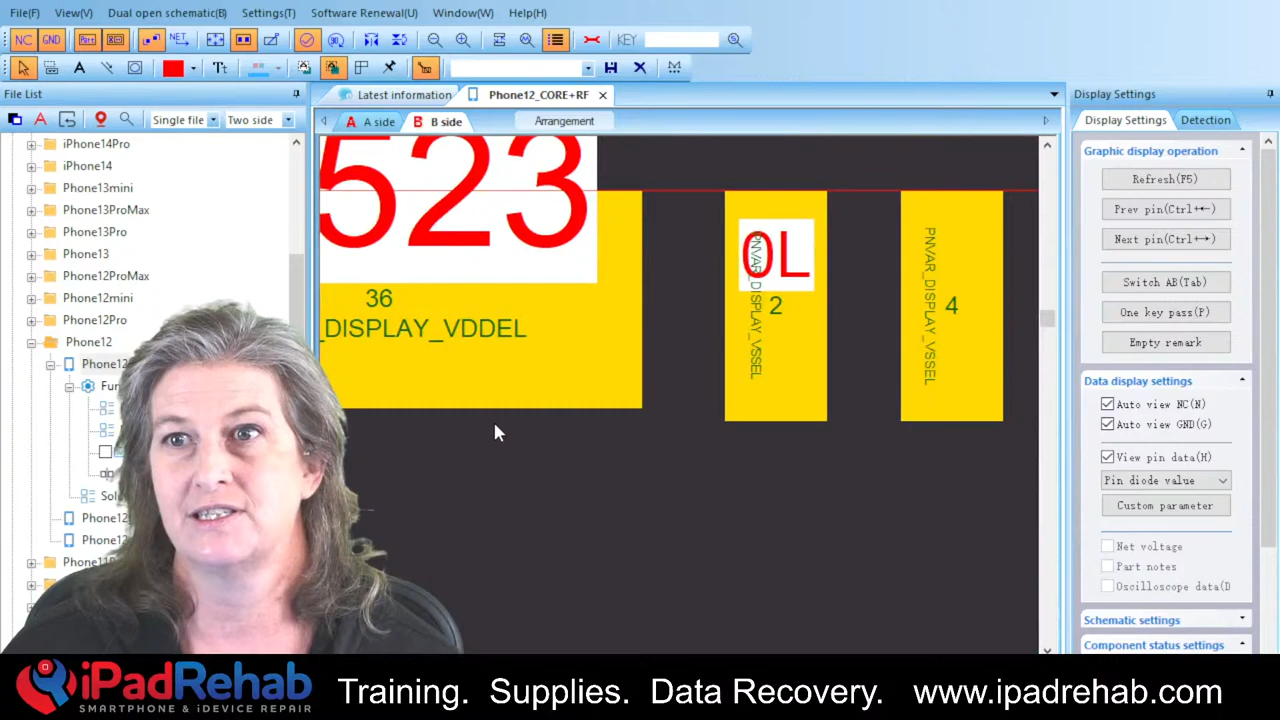 File(F) View(V) Dual open schematic(b) Settings(T) Software Renewal(U) Window(W) Help(H)
NC GND NET KEY
File List
Latest information Phone12_CORE+RF
Display Settings
Single file Two side
A A side B B side Arrangement
Display Settings Detection
iPhone14Pro
iPhone14
Phone13mini
Phone13ProMax
Phone13Pro
Phone13
Phone12ProMax
Phone12mini
Phone12Pro
Phone12
Phone12
Phone12
Phone12
523
36
_DISPLAY_VDDEL
0L
2
PNVAR_DISPLAY_VSSEL
4
PNVAR_DISPLAY_VSSEL
Graphic display operation
Refresh(F5)
Prev pin(Ctrl+←)
Next pin(Ctrl+→)
Switch AB(Tab)
One key pass(P)
Empty remark
Data display settings
Auto view NC(N)
Auto view GND(G)
View pin data(H)
Pin diode value
Custom parameter
Net voltage
Part notes
Oscilloscope data(D
Schematic settings
Component status settings
iPadRehab
SMARTPHONE & iDEVICE REPAIR
Training. Supplies. Data Recovery. www.ipadrehab.com